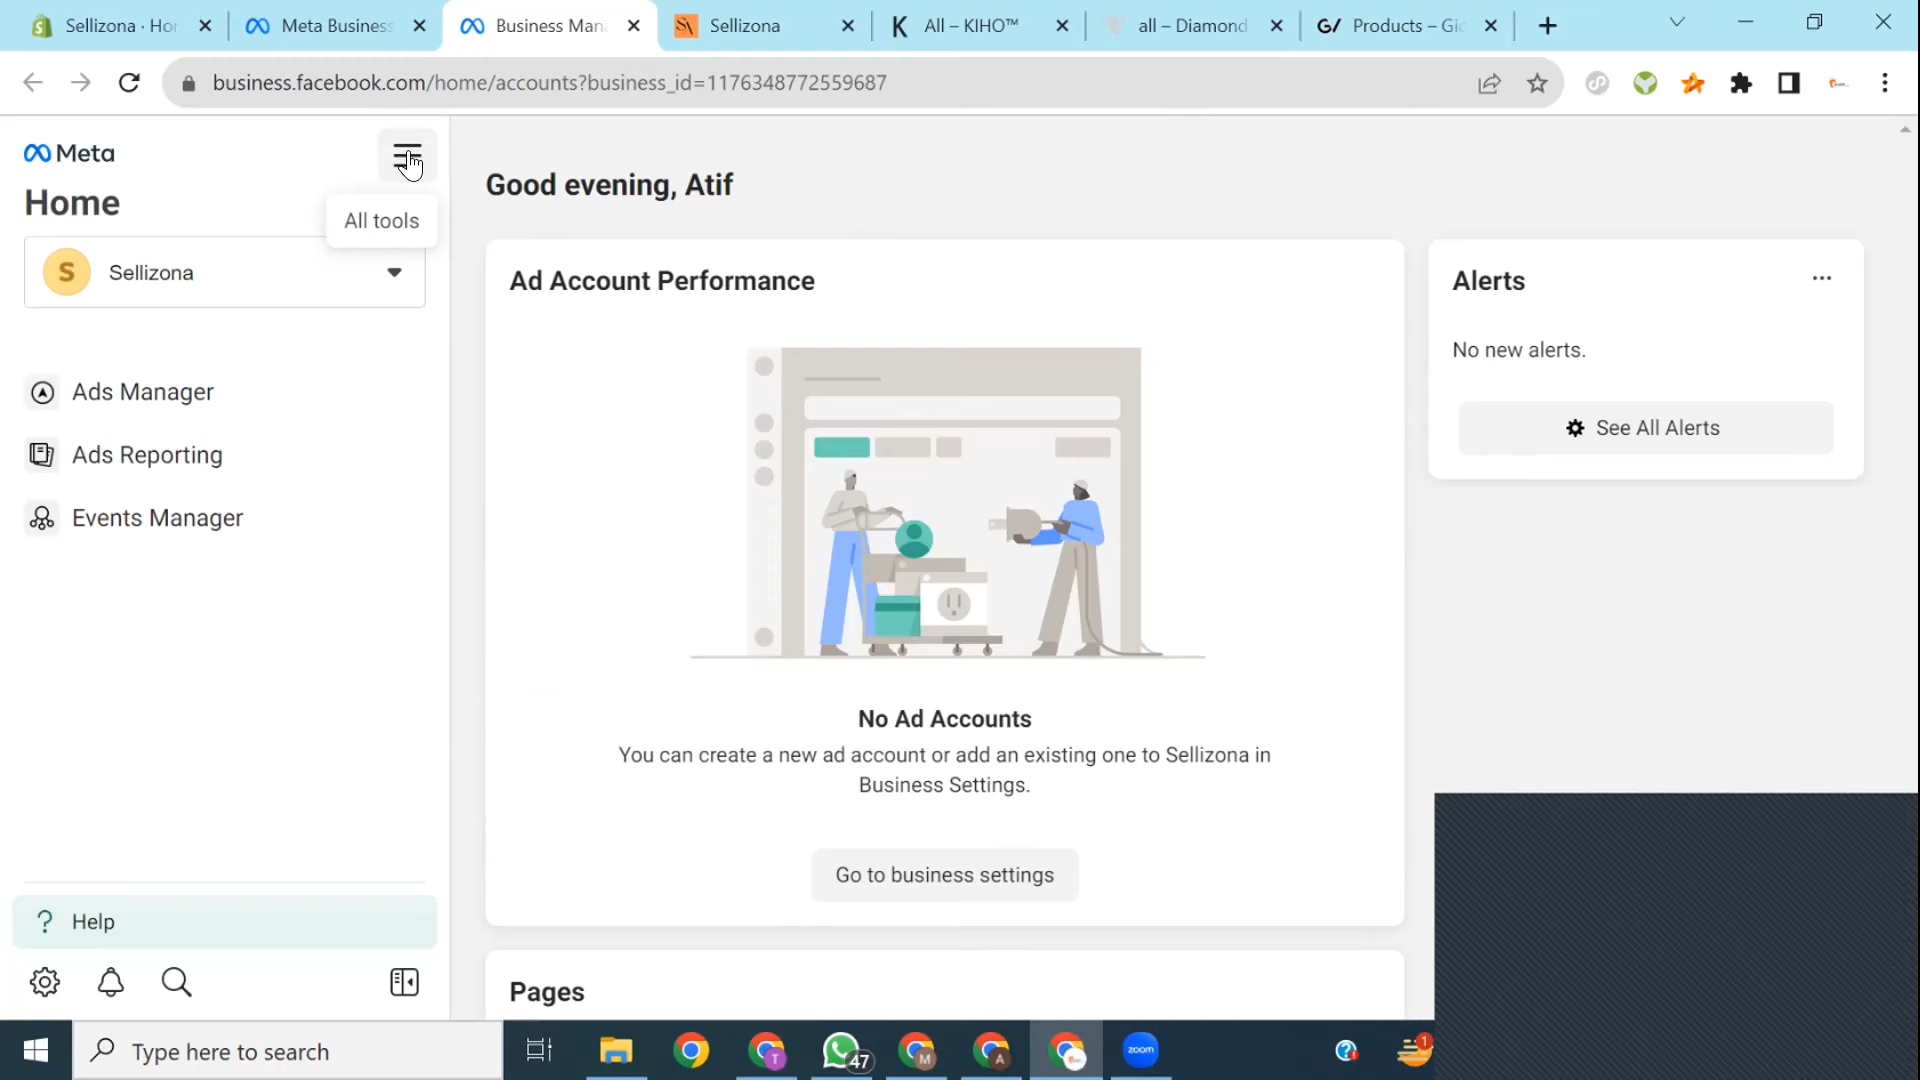 Sellizona · Hor
Meta Business
Business Man
Sellizona
All – KIHO™
all – Diamond
Products – Gio
business.facebook.com/home/accounts?business_id=1176348772559687
Meta
Home
All tools
S Sellizona
Ads Manager
Ads Reporting
Events Manager
Help
Good evening, Atif
Ad Account Performance
No Ad Accounts
You can create a new ad account or add an existing one to Sellizona in
Business Settings.
Go to business settings
Pages
Alerts
No new alerts.
See All Alerts
Type here to search
T
47
M
A
zoom
1